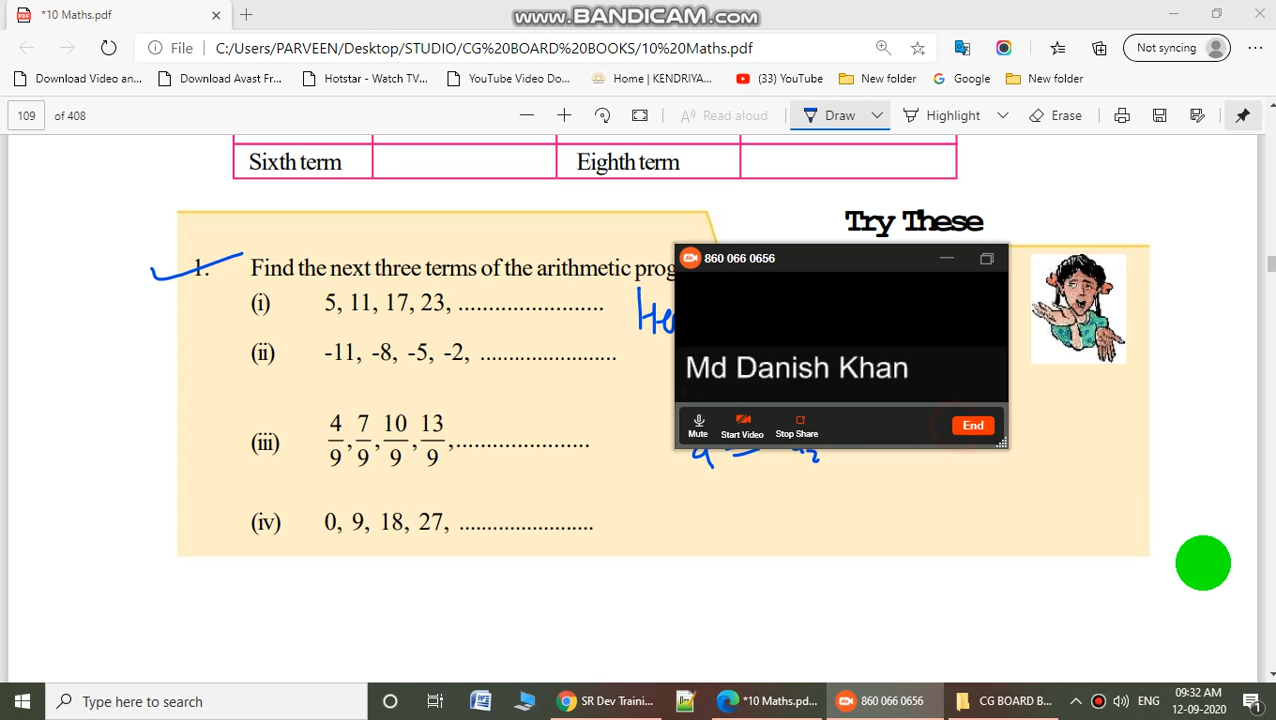 *10 Maths.pdf
www.BANDICAM.com
File C:/Users/PARVEEN/Desktop/STUDIO/CG%20BOARD%20BOOKS/10%20Maths.pdf Not syncing
Download Video an... Download Avast Fr... Hotstar - Watch TV... YouTube Video Do... Home | KENDRIYA... (33) YouTube New folder Google New folder
109 of 408 Read aloud Draw Highlight Erase
Sixth term Eighth term
Try These
1. Find the next three terms of the arithmetic prog
(i) 5, 11, 17, 23, ........................
(ii) -11, -8, -5, -2, .......................
(iii) 4/9, 7/9, 10/9, 13/9, .......................
(iv) 0, 9, 18, 27, .......................
860 066 0656
Md Danish Khan
Mute Start Video Stop Share End
Type here to search SR Dev Traini... *10 Maths.pd... 860 066 0656 CG BOARD B... ENG 09:32 AM
12-09-2020